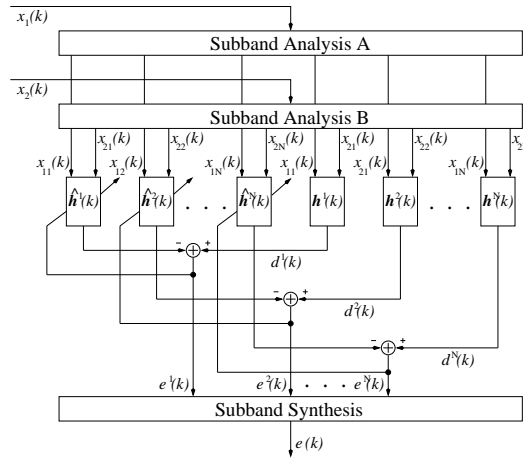 x₁(k)
Subband Analysis A
x₂(k)
Subband Analysis B
x₂₁(k) x₂₂(k) x₂N(k) x₂₁(k) x₂₂(k) x₂
x₁₁(k) x₁₂(k) x₁N(k) x₁₁(k) x₂₁(k) x₁N(k)
ĥ¹(k) ĥ²(k) . . . ĥᴺ(k) h¹(k) h²(k) . . . hᴺ(k)
− +
d¹(k)
− +
d²(k)
− +
dᴺ(k)
e¹(k) e²(k) . . . eᴺ(k)
Subband Synthesis
e(k)